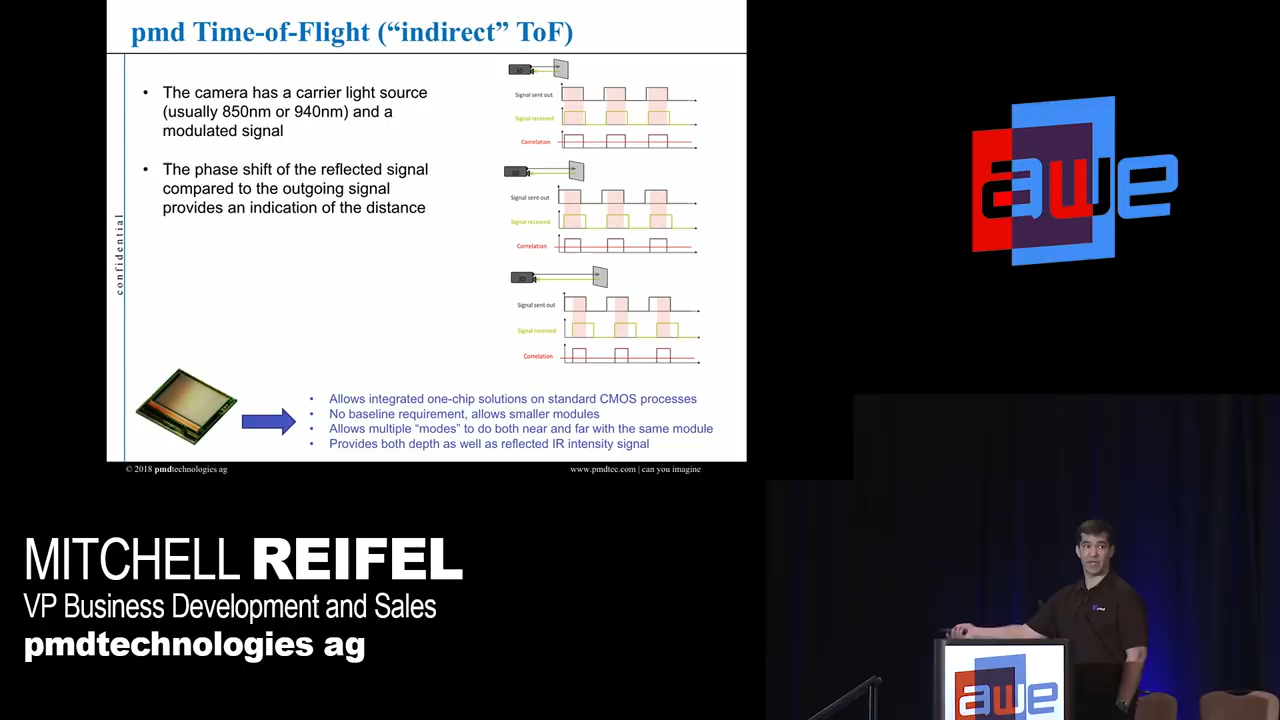 pmd Time-of-Flight (“indirect” ToF)
• The camera has a carrier light source
(usually 850nm or 940nm) and a
modulated signal
• The phase shift of the reflected signal
compared to the outgoing signal
provides an indication of the distance
confidential
3D
Signal sent out
Signal received
Correlation
3D
Signal sent out
Signal received
Correlation
3D
Signal sent out
Signal received
Correlation
• Allows integrated one-chip solutions on standard CMOS processes
• No baseline requirement, allows smaller modules
• Allows multiple “modes” to do both near and far with the same module
• Provides both depth as well as reflected IR intensity signal
© 2018 pmdtechnologies ag
www.pmdtec.com | can you imagine
awe
MITCHELL REIFEL
VP Business Development and Sales
pmdtechnologies ag
pmd
awe